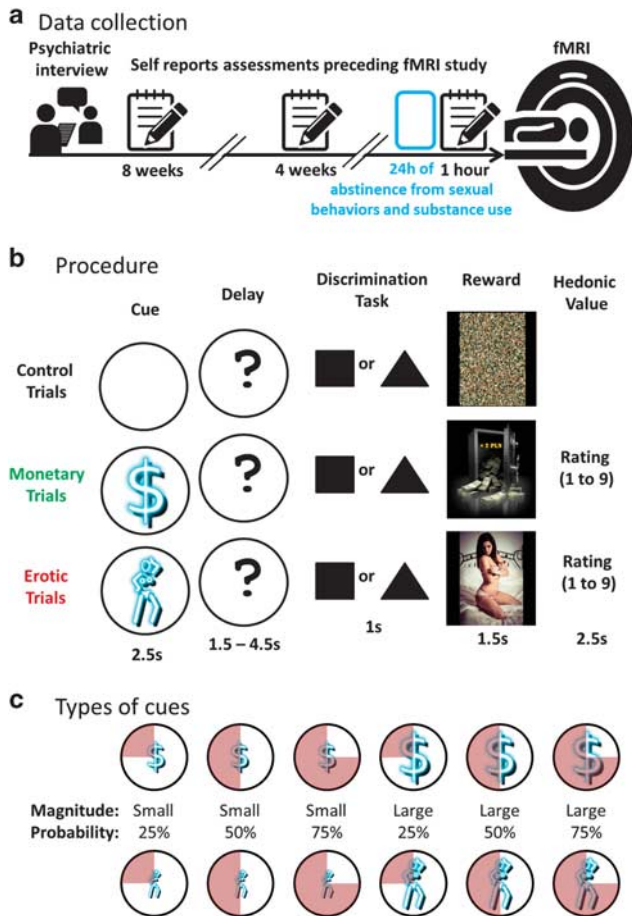 a Data collection
Psychiatric
interview
Self reports assessments preceding fMRI study
fMRI
8 weeks
4 weeks
24h of
1 hour
abstinence from sexual
behaviors and substance use
b Procedure
Cue
Delay
Discrimination
Task
Reward
Hedonic
Value
Control
Trials
?
or
Monetary
Trials
$
?
or
+ 2 PLN
Rating
(1 to 9)
Erotic
Trials
?
or
Rating
(1 to 9)
2.5s
1.5 – 4.5s
1s
1.5s
2.5s
c Types of cues
$ $ $ $ $ $
Magnitude: Small Small Small Large Large Large
Probability: 25% 50% 75% 25% 50% 75%